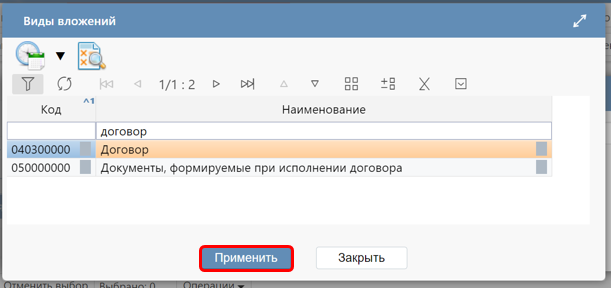 Виды вложений
1/1 : 2
Код ^1 Наименование
договор
040300000 Договор
050000000 Документы, формируемые при исполнении договора
Применить Закрыть
Отменить выбор Выбрано: 0 Операции